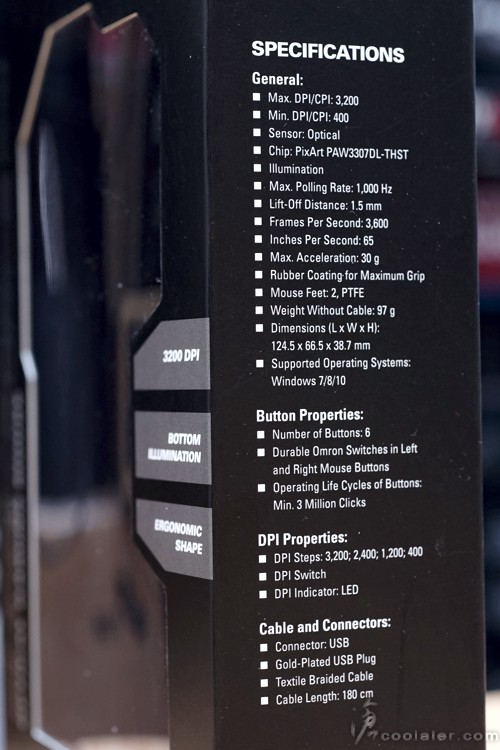 SPECIFICATIONS
General:
Max. DPI/CPI: 3,200
Min. DPI/CPI: 400
Sensor: Optical
Chip: PixArt PAW3307DL-THST
Illumination
Max. Polling Rate: 1,000 Hz
Lift-Off Distance: 1.5 mm
Frames Per Second: 3,600
Inches Per Second: 65
Max. Acceleration: 30 g
Rubber Coating for Maximum Grip
Mouse Feet: 2, PTFE
Weight Without Cable: 97 g
Dimensions (L x W x H):
124.5 x 66.5 x 38.7 mm
Supported Operating Systems:
Windows 7/8/10
Button Properties:
Number of Buttons: 6
Durable Omron Switches in Left
and Right Mouse Buttons
Operating Life Cycles of Buttons:
Min. 3 Million Clicks
DPI Properties:
DPI Steps: 3,200; 2,400; 1,200; 400
DPI Switch
DPI Indicator: LED
Cable and Connectors:
Connector: USB
Gold-Plated USB Plug
Textile Braided Cable
Cable Length: 180 cm
3200 DPI
BOTTOM
ILLUMINATION
ERGONOMIC
SHAPE
滄
coolaler.com